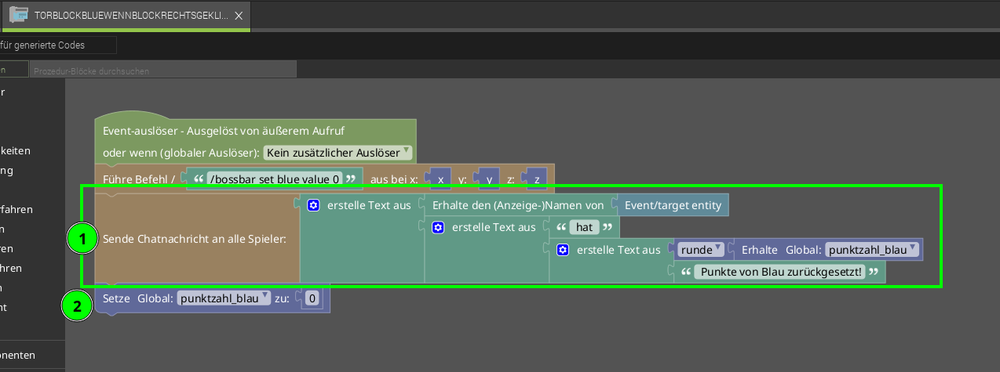 TORBLOCKBLUEWENNBLOCKRECHTSGEKLI...
für generierte Codes
en
Prozedur-Blöcke durchsuchen
r
keiten
ng
rfahren
n
ren
hren
n
nt
onenten
Event-auslöser - Ausgelöst von äußerem Aufruf
oder wenn (globaler Auslöser): Kein zusätzlicher Auslöser
Führe Befehl / “ /bossbar set blue value 0 ” aus bei x: x y: y z: z
erstelle Text aus Erhalte den (Anzeige-)Namen von Event/target entity
erstelle Text aus “ hat ”
1 Sende Chatnachricht an alle Spieler:
erstelle Text aus runde Erhalte Global: punktzahl_blau
“ Punkte von Blau zurückgesetzt! ”
2 Setze Global: punktzahl_blau zu: 0